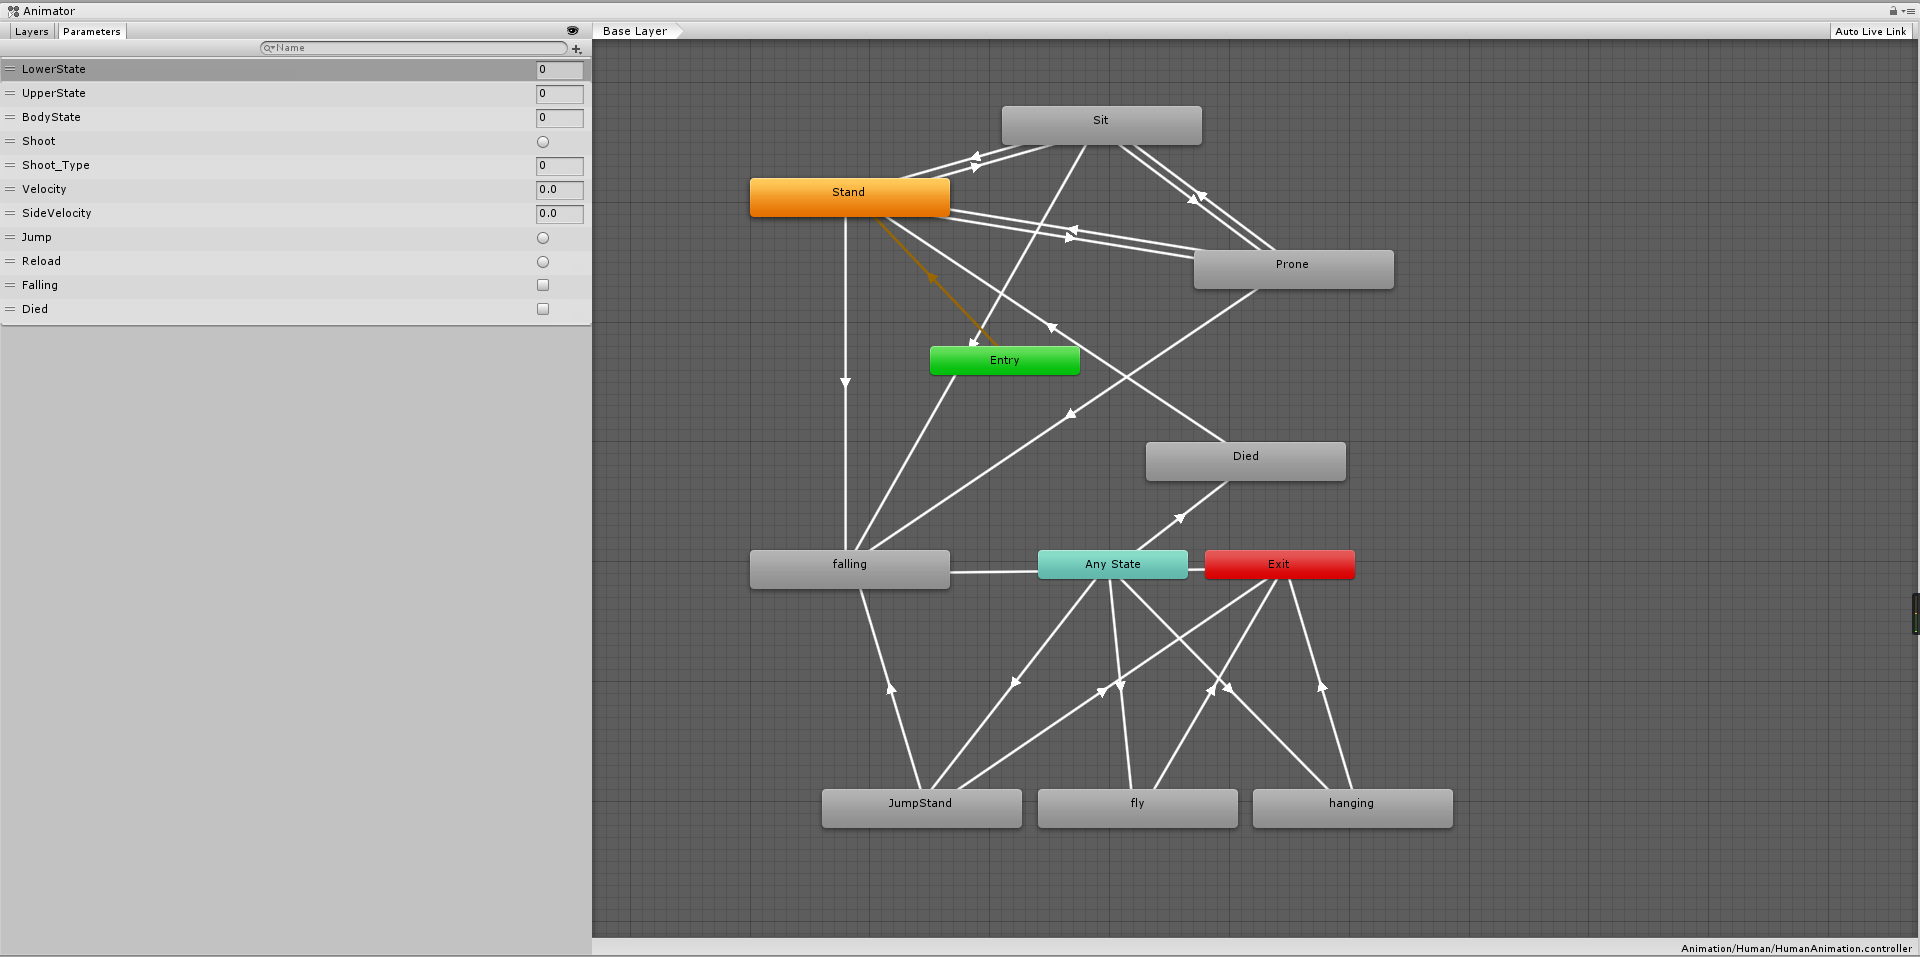 Animator
Layers Parameters
Base Layer
Auto Live Link
Name
LowerState 0
UpperState 0
BodyState 0
Shoot
Shoot_Type 0
Velocity 0.0
SideVelocity 0.0
Jump
Reload
Falling
Died
Sit
Stand
Prone
Entry
Died
falling
Any State
Exit
JumpStand
fly
hanging
Animation/Human/HumanAnimation.controller